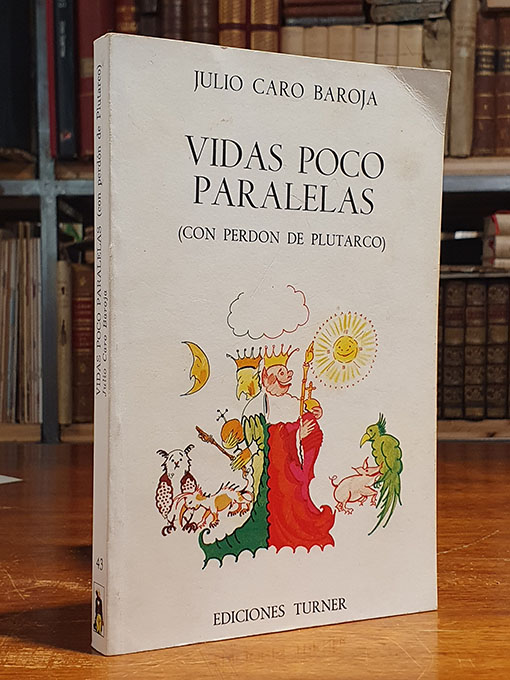 JULIO CARO BAROJA
VIDAS POCO
PARALELAS
(CON PERDON DE PLUTARCO)
EDICIONES TURNER
VIDAS POCO PARALELAS (con perdón de Plutarco)
Julio Caro Baroja
43